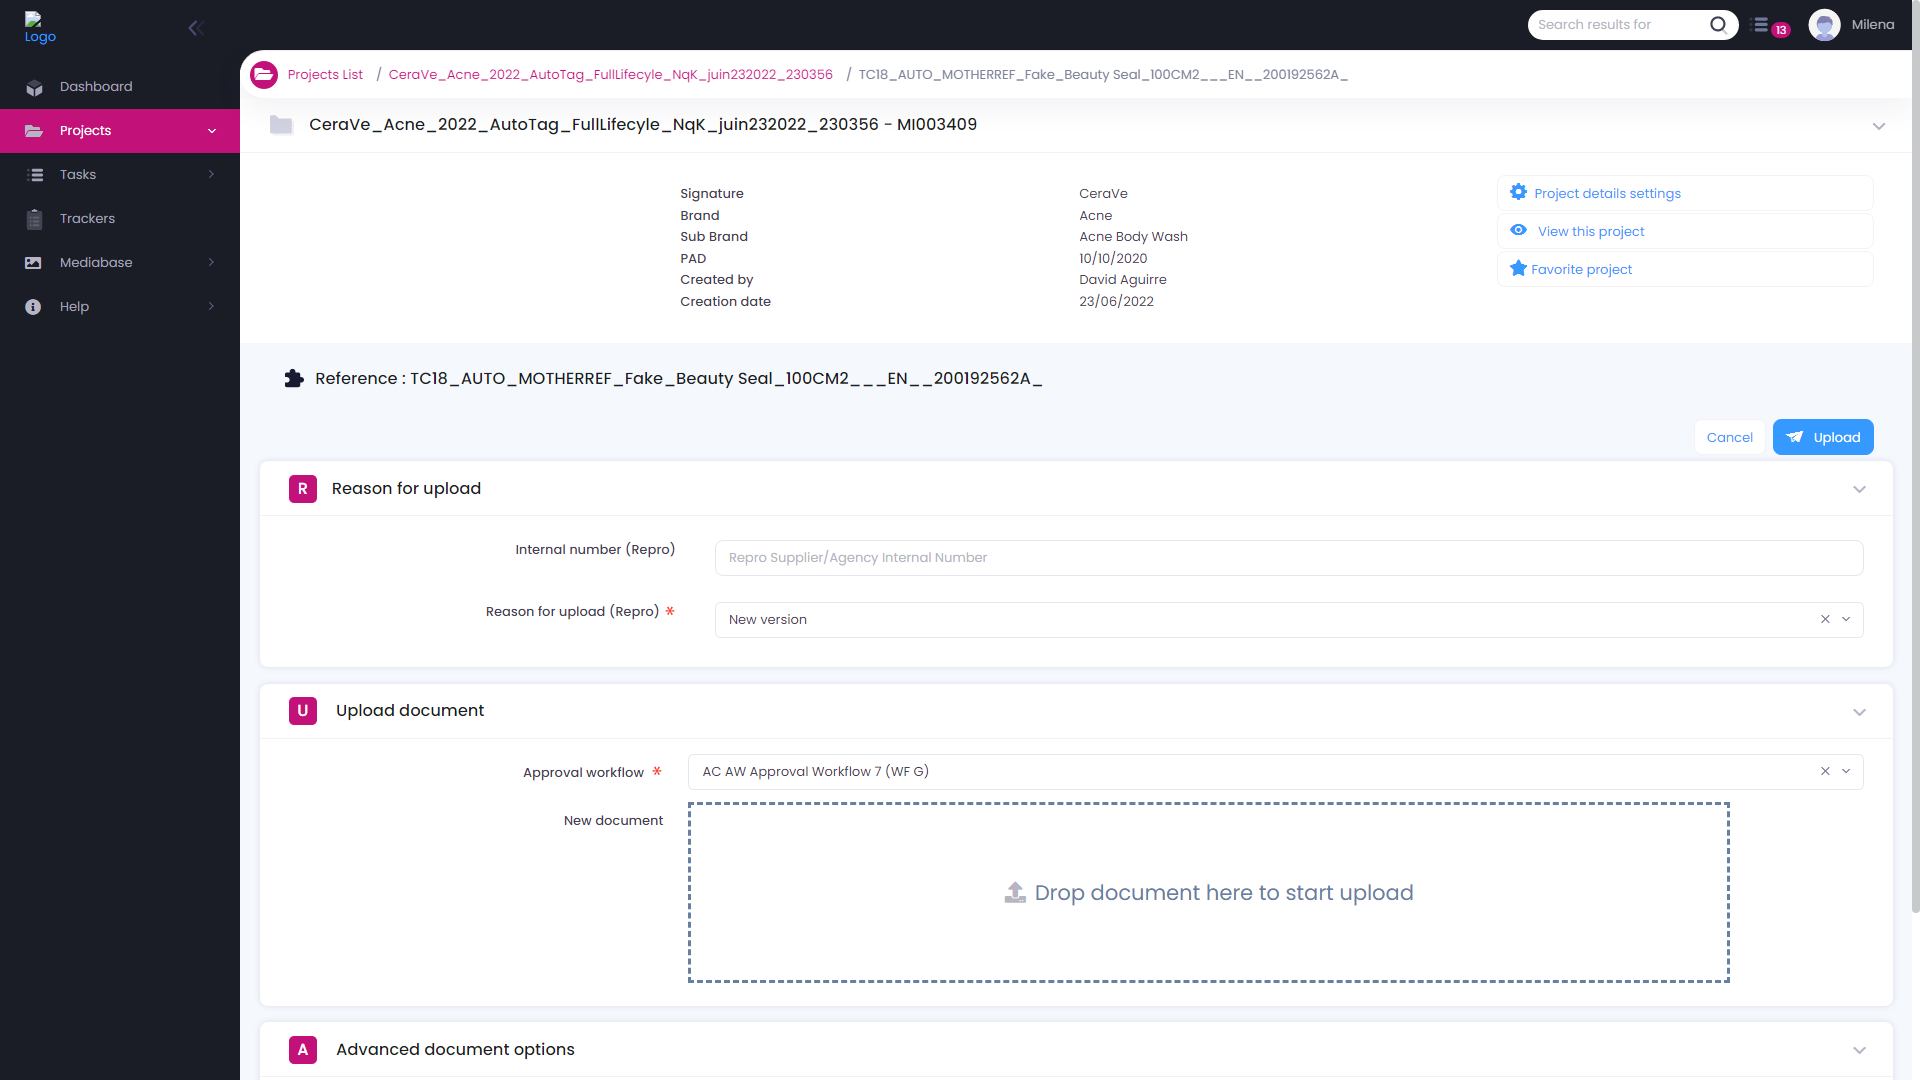 Logo
Search results for
13
Milena
Dashboard
Projects
Tasks
Trackers
Mediabase
Help
Projects List / CeraVe_Acne_2022_AutoTag_FullLifecyle_NqK_juin232022_230356 / TC18_AUTO_MOTHERREF_Fake_Beauty Seal_100CM2___EN__200192562A_
CeraVe_Acne_2022_AutoTag_FullLifecyle_NqK_juin232022_230356 - MI003409
Signature CeraVe
Brand Acne
Sub Brand Acne Body Wash
PAD 10/10/2020
Created by David Aguirre
Creation date 23/06/2022
Project details settings
View this project
Favorite project
Reference : TC18_AUTO_MOTHERREF_Fake_Beauty Seal_100CM2___EN__200192562A_
Cancel
Upload
R Reason for upload
Internal number (Repro) Repro Supplier/Agency Internal Number
Reason for upload (Repro) * New version
U Upload document
Approval workflow * AC AW Approval Workflow 7 (WF G)
New document
Drop document here to start upload
A Advanced document options